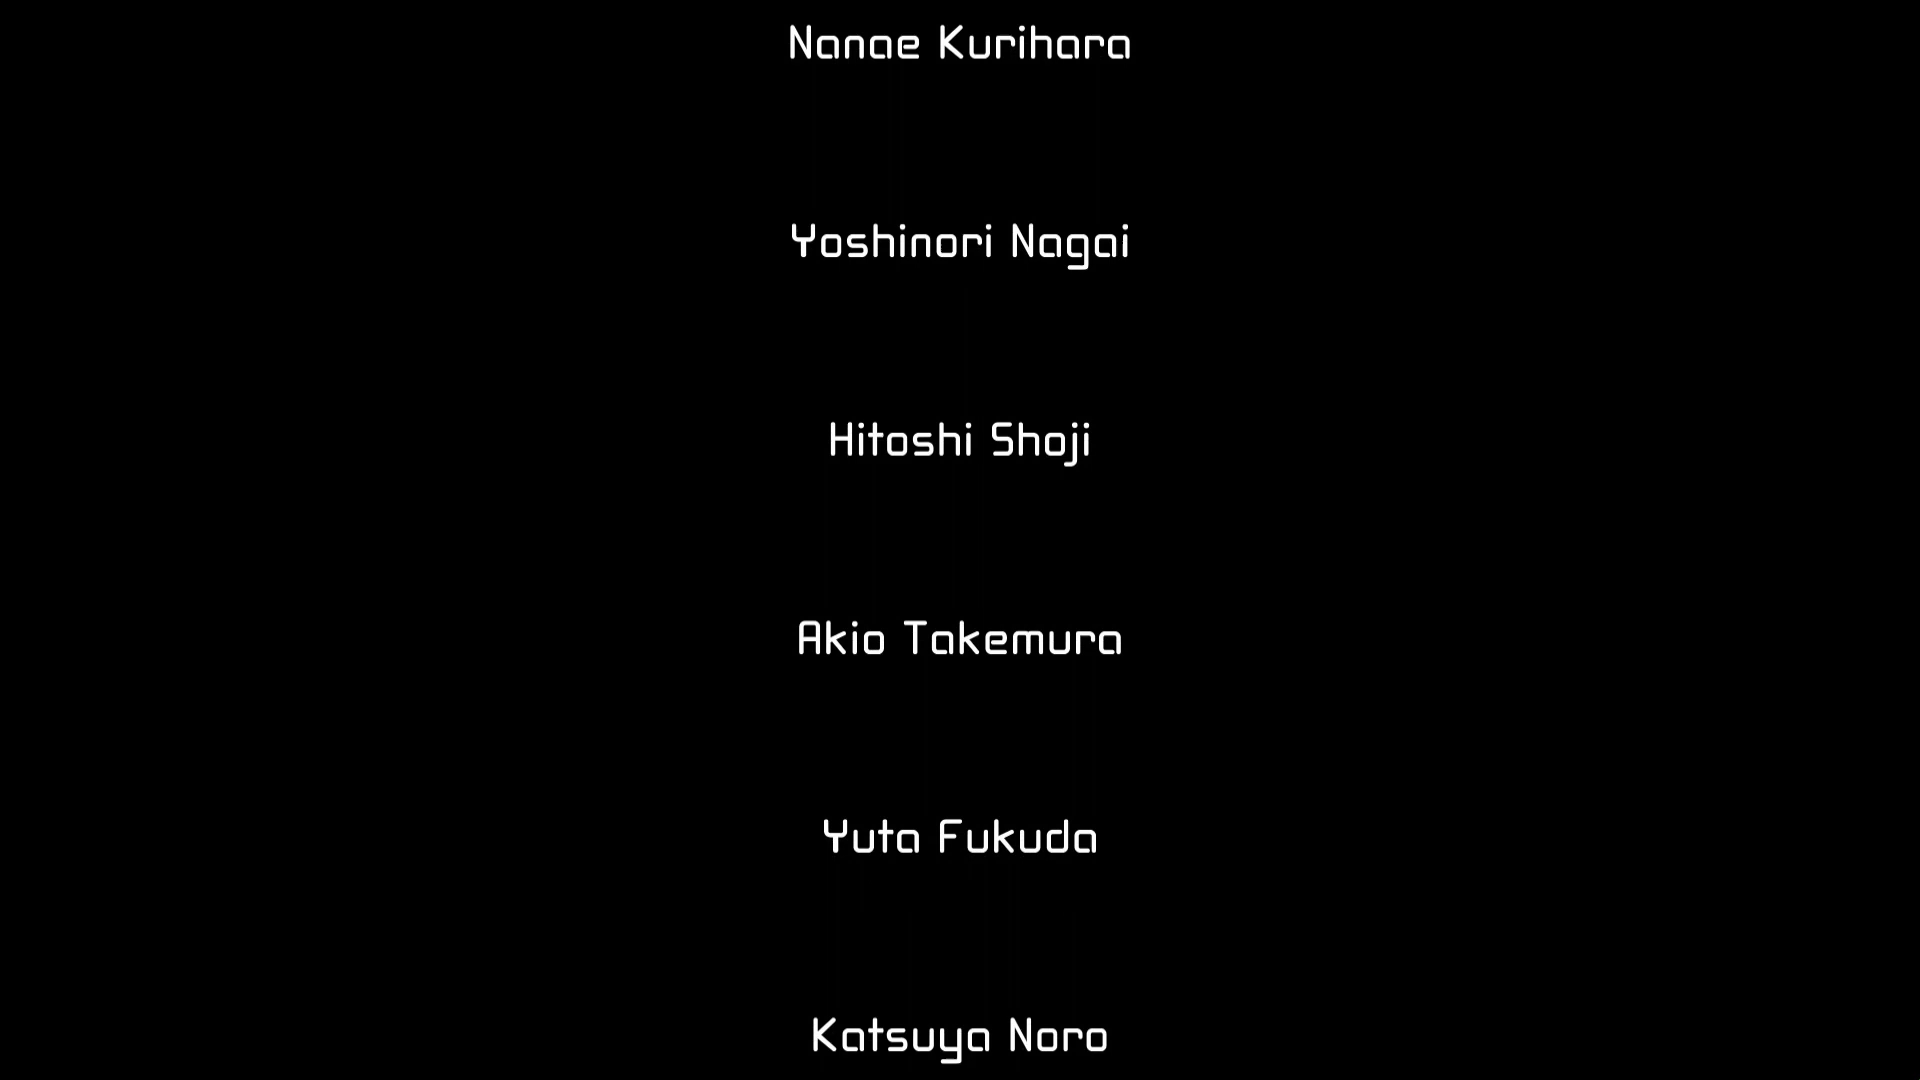 Nanae Kurihara
Yoshinori Nagai
Hitoshi Shoji
Akio Takemura
Yuta Fukuda
Katsuya Noro